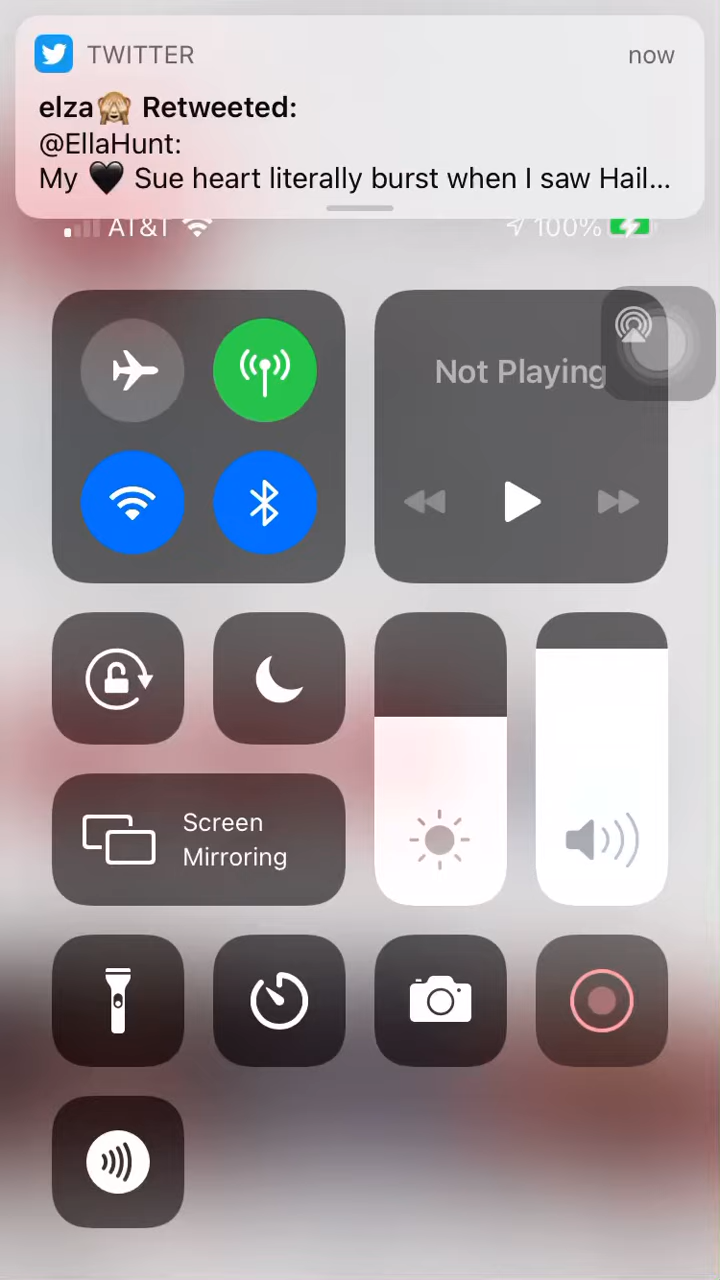 TWITTER now
elza🙈 Retweeted:
@EllaHunt:
My 🖤 Sue heart literally burst when I saw Hail...
AT&T 100%
Not Playing
Screen
Mirroring